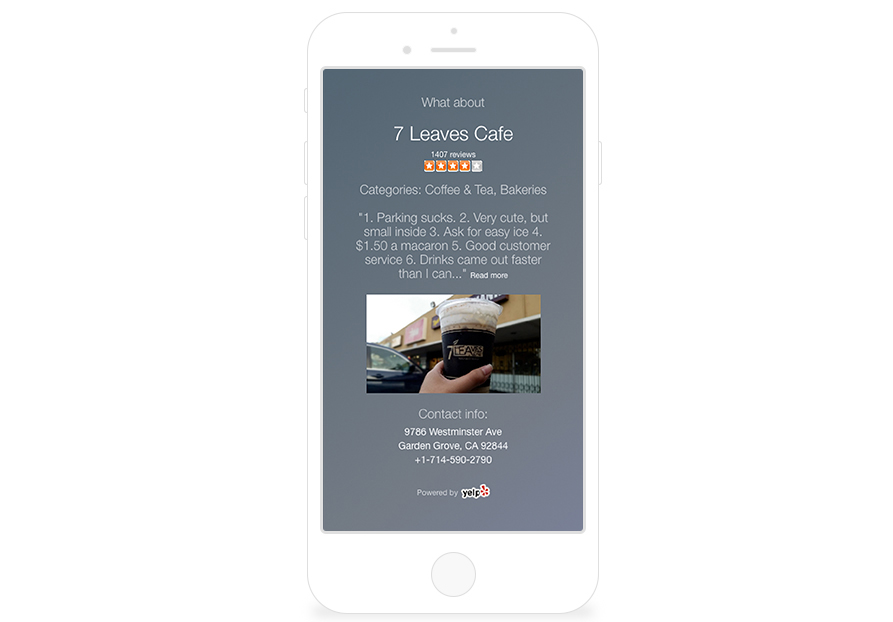 What about
7 Leaves Cafe
1407 reviews
Categories: Coffee & Tea, Bakeries
"1. Parking sucks. 2. Very cute, but
small inside 3. Ask for easy ice 4.
$1.50 a macaron 5. Good customer
service 6. Drinks came out faster
than I can..." Read more
7 LEAVES
Contact info:
9786 Westminster Ave
Garden Grove, CA 92844
+1-714-590-2790
Powered by yelp